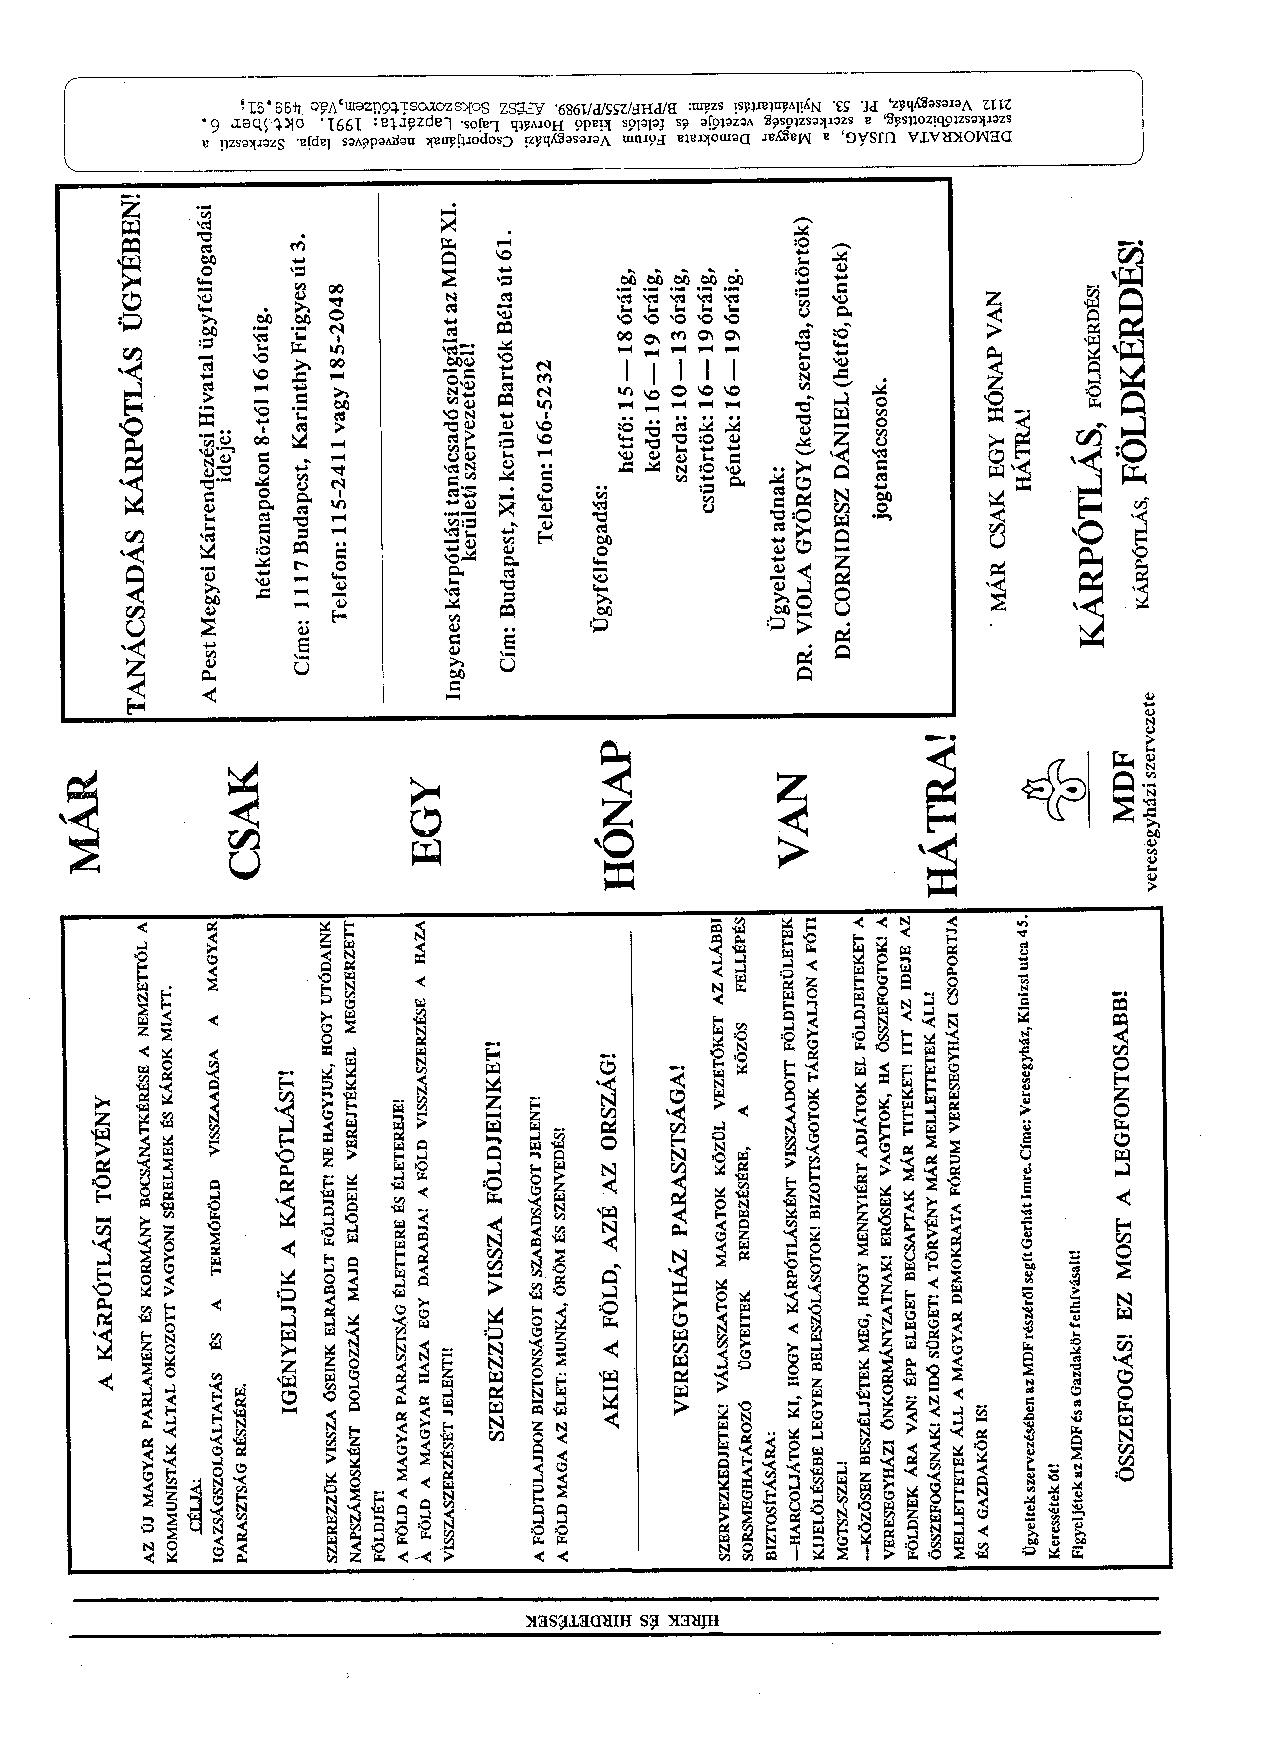 HÍREK ÉS HIRDETÉSEK
A KÁRPÓTLÁSI TÖRVÉNY
AZ ÚJ MAGYAR PARLAMENT ÉS KORMÁNY BOCSÁNATKÉRÉSE A NEMZETTŐL A
KOMMUNISTÁK ÁLTAL OKOZOTT VAGYONI SÉRELMEK ÉS KÁROK MIATT.
CÉLJA:
IGAZSÁGSZOLGÁLTATÁS ÉS A TERMŐFÖLD VISSZAADÁSA A MAGYAR
PARASZTSÁG RÉSZÉRE.
IGÉNYELJÜK A KÁRPÓTLÁST!
SZEREZZÜK VISSZA ŐSEINK ELRABOLT FÖLDJÉT! NE HAGYJUK, HOGY UTÓDAINK
NAPSZÁMOSKÉNT DOLGOZZÁK MAJD ELŐDEIK VEREJTÉKKEL MEGSZERZETT
FÖLDJÉT!
A FÖLD A MAGYAR PARASZTSÁG ÉLETTERE ÉS ÉLETEREJE!
A FÖLD A MAGYAR HAZA EGY DARABJA! A FÖLD VISSZASZERZÉSE A HAZA
VISSZASZERZÉSÉT JELENTI!
SZEREZZÜK VISSZA FÖLDJEINKET!
A FÖLDTULAJDON BIZTONSÁGOT ÉS SZABADSÁGOT JELENT!
A FÖLD MAGA AZ ÉLET: MUNKA, ÖRÖM ÉS SZENVEDÉS!
AKIÉ A FÖLD, AZÉ AZ ORSZÁG!
VERESEGYHÁZ PARASZTSÁGA!
SZERVEZKEDJETEK! VÁLASSZATOK MAGATOK KÖZÜL VEZETŐKET AZ ALÁBBI
SORSMEGHATÁROZÓ ÜGYEITEK RENDEZÉSÉRE, A KÖZÖS FELLÉPÉS
BIZTOSÍTÁSÁRA:
—HARCOLJÁTOK KI, HOGY A KÁRPÓTLÁSKÉNT VISSZAADOTT FÖLDTERÜLETEK
KIJELÖLÉSÉBE LEGYEN BELESZÓLÁSOTOK! BIZOTTSÁGOTOK TÁRGYALJON A FÓTI
MGTSZ-SZEL!
—KÖZÖSEN BESZÉLJÉTEK MEG, HOGY MENNYIÉRT ADJÁTOK EL FÖLDJEITEKET A
VERESEGYHÁZI ÖNKORMÁNYZATNAK! ERŐSEK VAGYTOK, HA ÖSSZEFOGTOK! A
FÖLDNEK ÁRA VAN! ÉPP ELEGET BECSAPTAK MÁR TITEKET! ITT AZ IDEJE AZ
ÖSSZEFOGÁSNAK! AZ IDŐ SÜRGET! A TÖRVÉNY MÁR MELLETTETEK ÁLL!
MELLETTETEK ÁLL A MAGYAR DEMOKRATA FÓRUM VERESEGYHÁZI CSOPORTJA
ÉS A GAZDAKÖR IS!
Ügyeitek szervezésében az MDF részéről segít Gerhát Imre. Címe: Veresegyház, Kinizsi utca 45.
Keressétek őt!
Figyeljétek az MDF és a Gazdakör felhívásait!
ÖSSZEFOGÁS! EZ MOST A LEGFONTOSABB!
MÁR
CSAK
EGY
HÓNAP
VAN
HÁTRA!
TANÁCSADÁS KÁRPÓTLÁS ÜGYÉBEN!
A Pest Megyei Kárrendezési Hivatal ügyfélfogadási
ideje:
hétköznapokon 8-tól 16 óráig.
Címe: 1117 Budapest, Karinthy Frigyes út 3.
Telefon: 115-2411 vagy 185-2048
Ingyenes kárpótlási tanácsadó szolgálat az MDF XI.
kerületi szervezeténél!
Cím: Budapest, XI. kerület Bartók Béla út 61.
Telefon: 166-5232
Ügyfélfogadás:
hétfő: 15—18 óráig,
kedd: 16—19 óráig,
szerda: 10—13 óráig,
csütörtök: 16—19 óráig,
péntek: 16—19 óráig.
Ügyeletet adnak:
DR. VIOLA GYÖRGY (kedd, szerda, csütörtök)
DR. CORNIDESZ DÁNIEL (hétfő, péntek)
jogtanácsosok.
MDF
veresegyházi szervezete
MÁR CSAK EGY HÓNAP VAN
HÁTRA!
KÁRPÓTLÁS, FÖLDKÉRDÉS!
KÁRPÓTLÁS, FÖLDKÉRDÉS!
DEMOKRATA ÚJSÁG, a Magyar Demokrata Fórum Veresegyházi Csoportjának negyedéves lapja. Szerkeszti a
szerkesztőbizottság, a szerkesztőség vezetője és felelős kiadó Horváth Lajos. Lapzárta: 1991. október 6.
2112 Veresegyház, Pf. 53. Nyilvántartási szám: B/PHF/255/P/1989. ÁFÉSZ Sokszorosítóüzem, Vác 499.91;